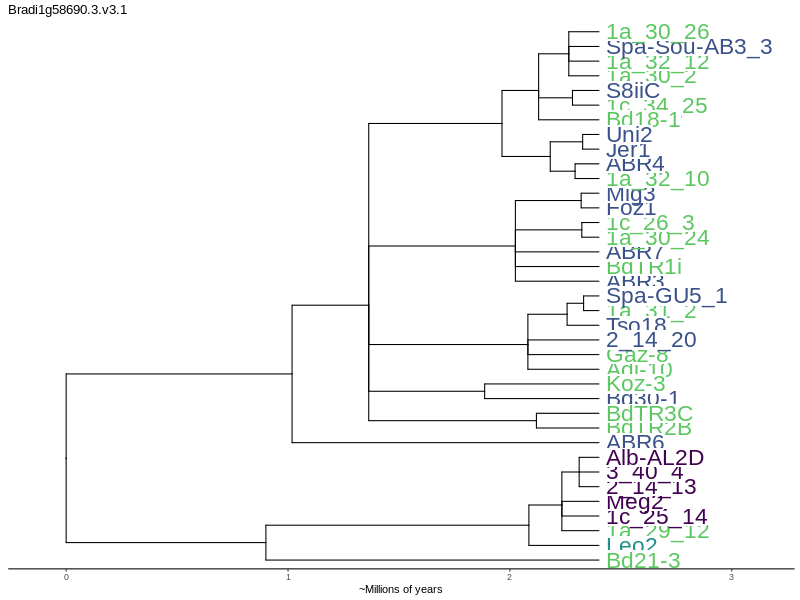 Bradi1g58690.3.v3.1
1a_30_26
Spa-Sou-AB3_3
1a_32_12
1a_30_2
S8iiC
1c_34_25
Bd18-1
Uni2
Jer1
ABR4
1a_32_10
Mig3
Foz1
1c_26_3
1a_30_24
ABR7
BdTR1i
ABR3
Spa-GU5_1
1a_31_2
Tso18
2_14_20
Gaz-8
Adi-10
Koz-3
Bd30-1
BdTR3C
BdTR2B
ABR6
Alb-AL2D
3_40_4
2_14_13
Meg2
1c_25_14
1a_29_12
Leo2
Bd21-3
0 1 2 3
~Millions of years